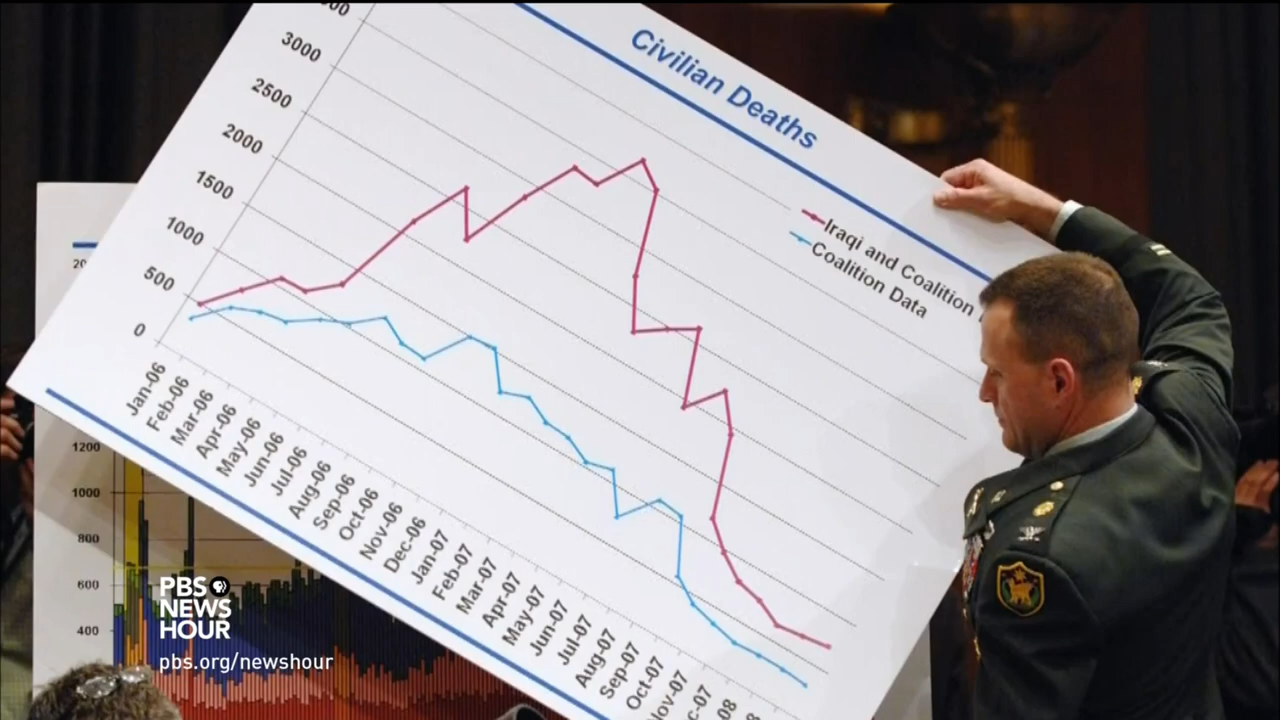 Civilian Deaths
3000
2500
2000
1500
1000
500
0
Iraqi and Coalition
Coalition Data
Jan-06
Feb-06
Mar-06
Apr-06
May-06
Jun-06
Jul-06
Aug-06
Sep-06
Oct-06
Nov-06
Dec-06
Jan-07
Feb-07
Mar-07
Apr-07
May-07
Jun-07
Jul-07
Aug-07
Sep-07
Oct-07
1200
1000
800
600
400
PBS
NEWS
HOUR
pbs.org/newshour